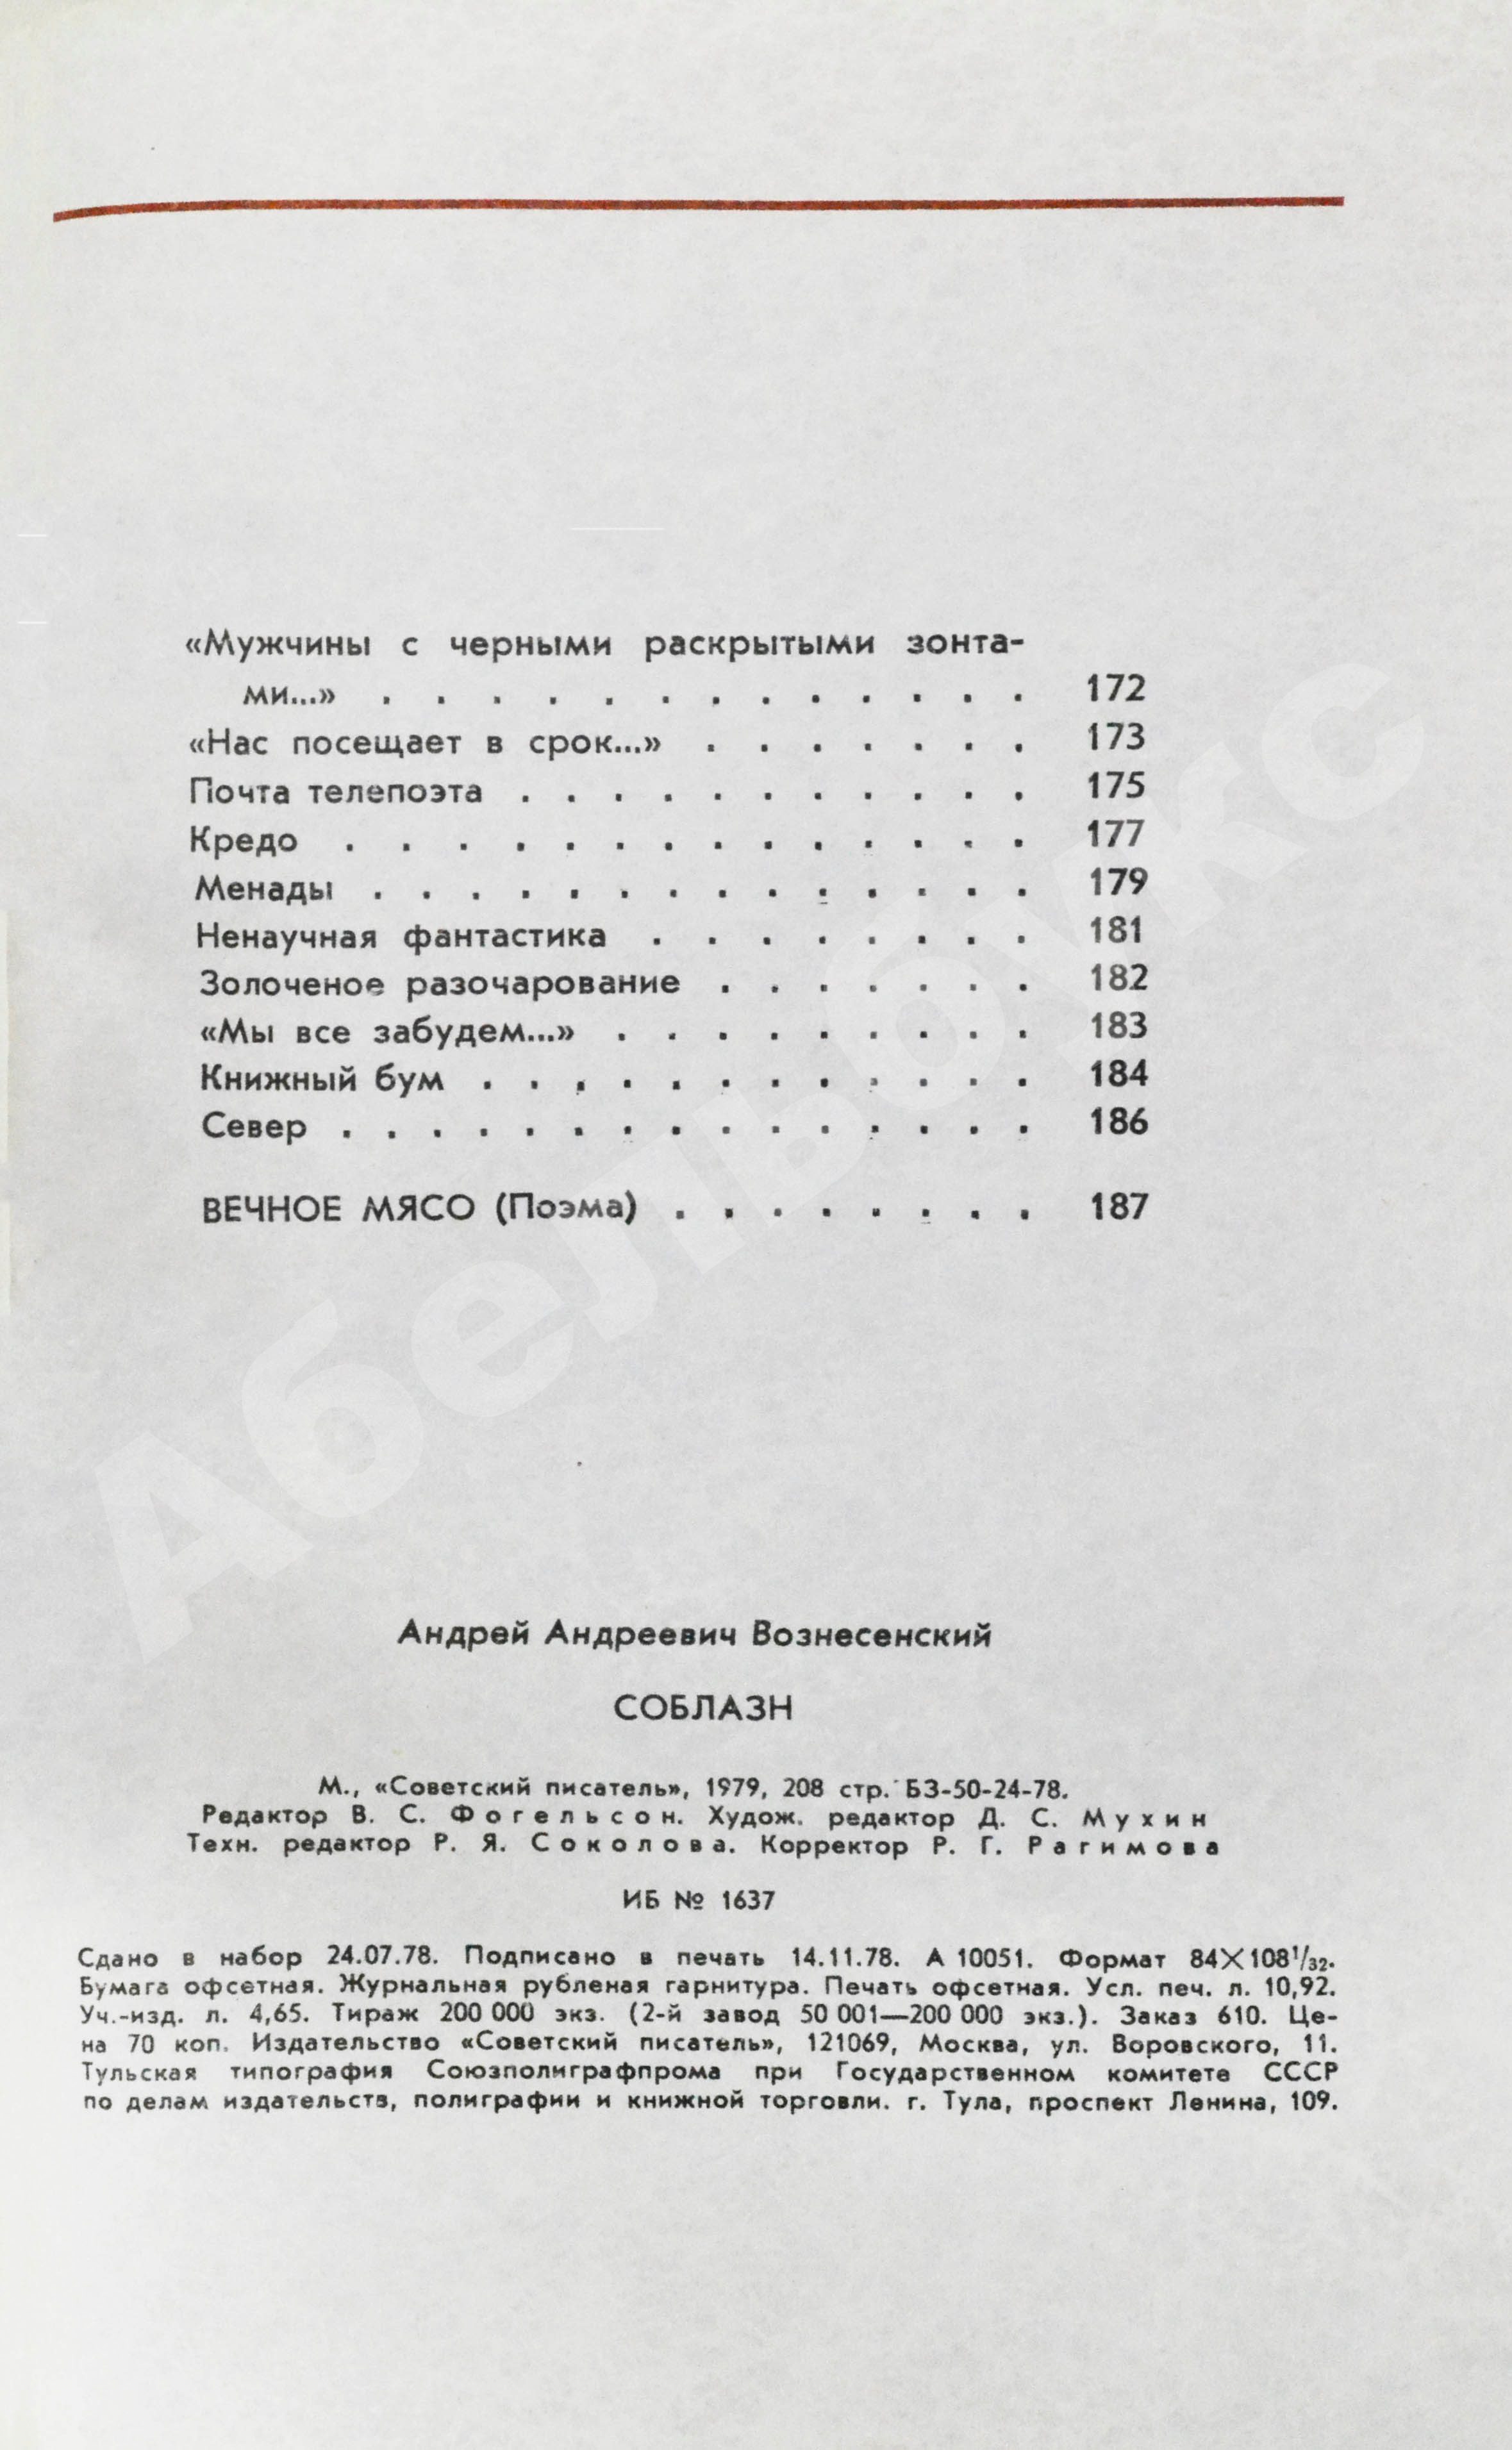 «Мужчины с черными раскрытыми зонта-
ми...» . . . . . . . . . . . . . 172
«Нас посещает в срок...» . . . . . . . 173
Почта телепоэта . . . . . . . . . . . 175
Кредо . . . . . . . . . . . . . . 177
Менады . . . . . . . . . . . . . . 179
Ненаучная фантастика . . . . . . . . 181
Золоченое разочарование . . . . . . . 182
«Мы все забудем...» . . . . . . . . . 183
Книжный бум . . . . . . . . . . . . 184
Север . . . . . . . . . . . . . . . 186
ВЕЧНОЕ МЯСО (Поэма) . . . . . . . . 187
Абельбукс
Андрей Андреевич Вознесенский
СОБЛАЗН
М., «Советский писатель», 1979, 208 стр. БЗ-50-24-78.
Редактор В. С. Фогельсон. Худож. редактор Д. С. Мухин
Техн. редактор Р. Я. Соколова. Корректор Р. Г. Рагимова
ИБ № 1637
Сдано в набор 24.07.78. Подписано в печать 14.11.78. А 10051. Формат 84×108¹/₃₂.
Бумага офсетная. Журнальная рубленая гарнитура. Печать офсетная. Усл. печ. л. 10,92.
Уч.-изд. л. 4,65. Тираж 200 000 экз. (2-й завод 50 001—200 000 экз.). Заказ 610. Це-
на 70 коп. Издательство «Советский писатель», 121069, Москва, ул. Воровского, 11.
Тульская типография Союзполиграфпрома при Государственном комитете СССР
по делам издательств, полиграфии и книжной торговли. г. Тула, проспект Ленина, 109.